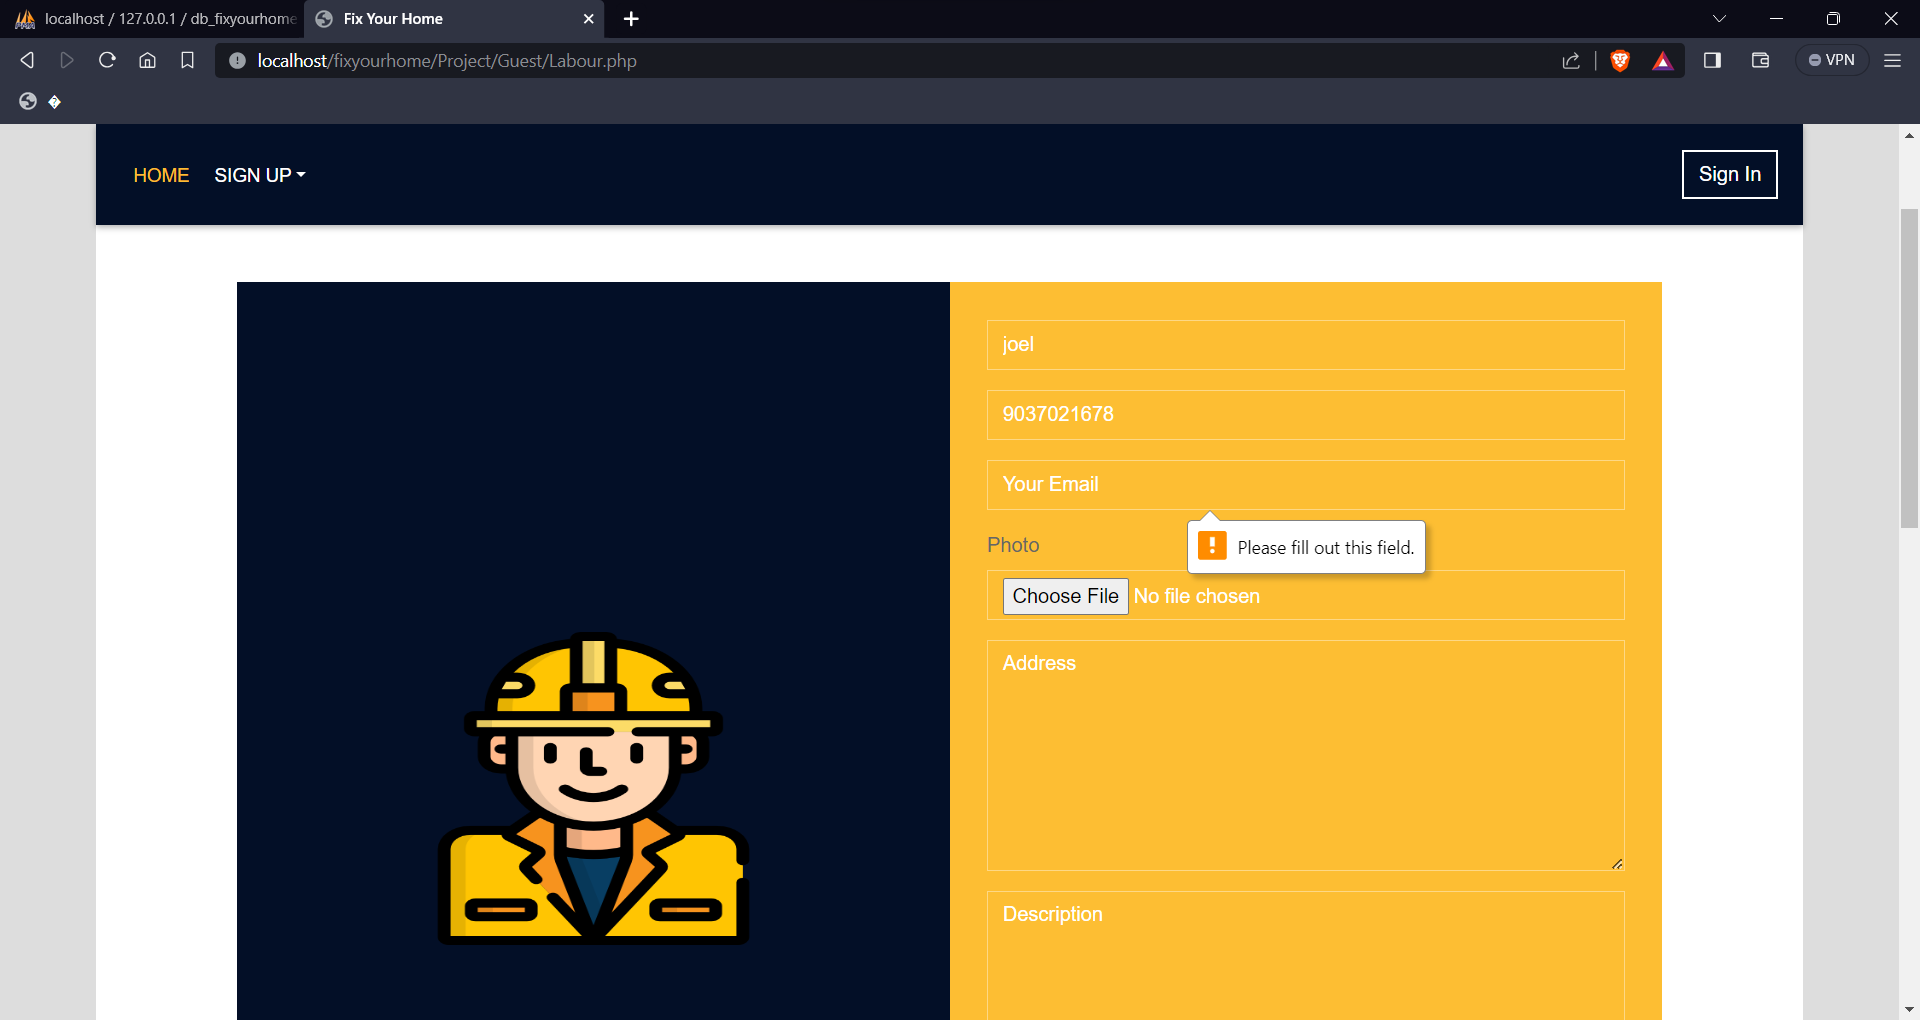 localhost / 127.0.0.1 / db_fixyourhome
Fix Your Home
localhost/fixyourhome/Project/Guest/Labour.php
VPN
HOME SIGN UP
Sign In
joel
9037021678
Your Email
Please fill out this field.
Photo
Choose File No file chosen
Address
Description